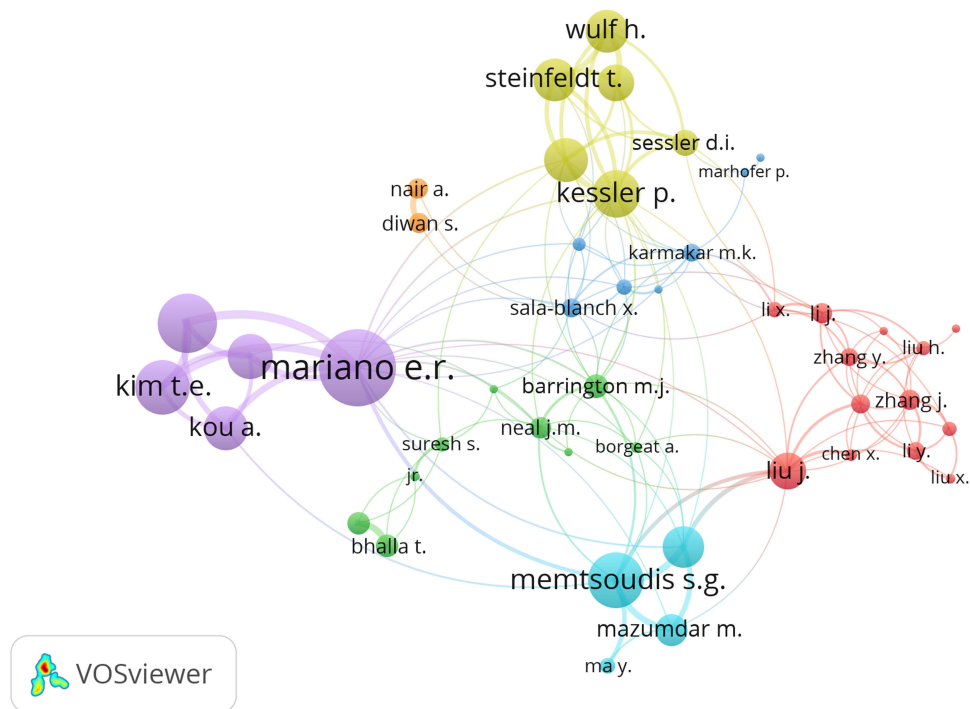 wulf h.
steinfeldt t.
sessler d.i.
marhofer p.
nair a.
kessler p.
diwan s.
karmakar m.k.
sala-blanch x.
li x.
li j.
liu h.
zhang y.
mariano e.r.
kim t.e.
barrington m.j.
zhang j.
kou a.
neal j.m.
suresh s.
borgeat a.
chen x.
li y.
liu j.
jr.
liu x.
bhalla t.
memtsoudis s.g.
mazumdar m.
ma y.
VOSviewer